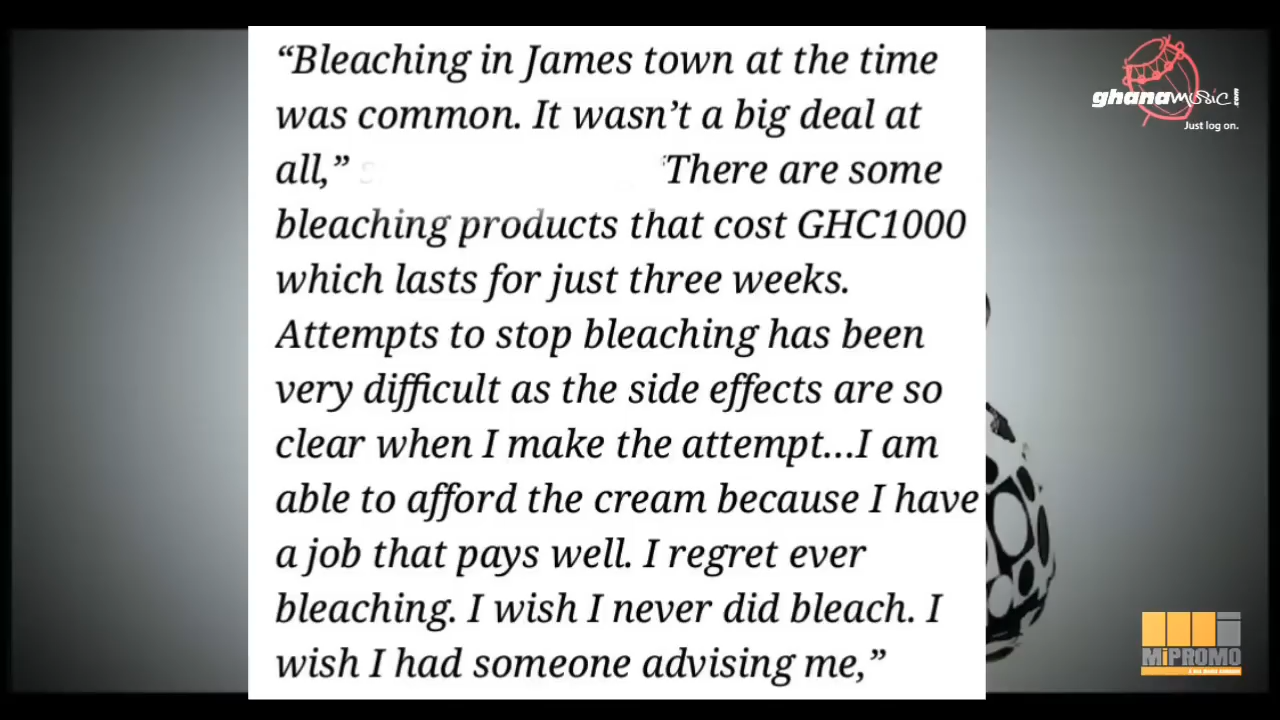 “Bleaching in James town at the time
was common. It wasn’t a big deal at
all,” “There are some
bleaching products that cost GHC1000
which lasts for just three weeks.
Attempts to stop bleaching has been
very difficult as the side effects are so
clear when I make the attempt...I am
able to afford the cream because I have
a job that pays well. I regret ever
bleaching. I wish I never did bleach. I
wish I had someone advising me,”
ghanamusic.com
Just log on.
MiPROMO